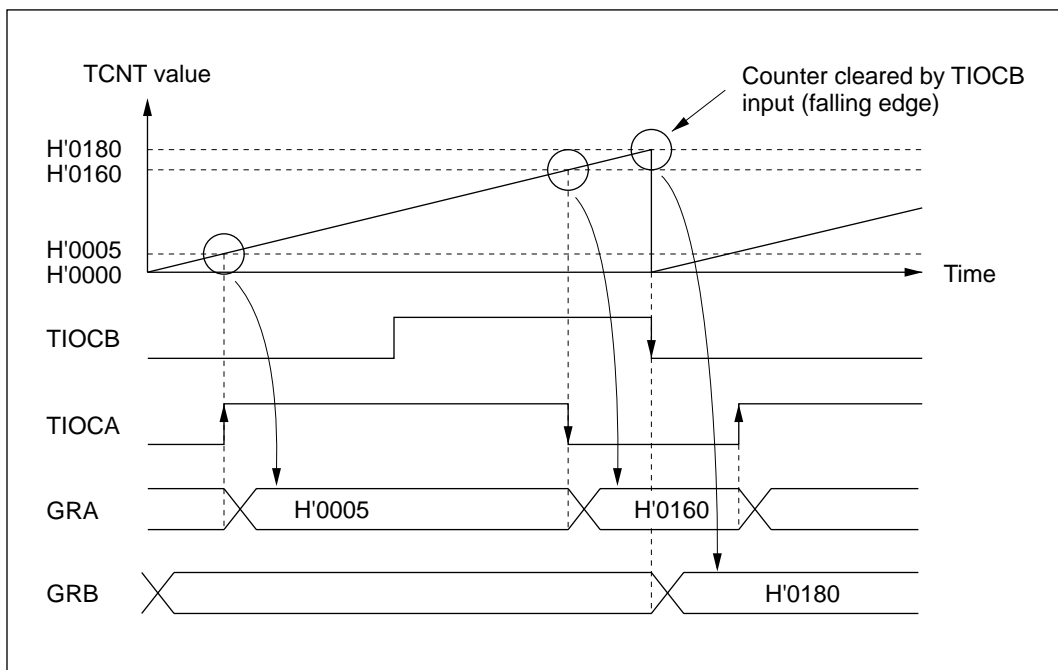 TCNT value
Counter cleared by TIOCB
input (falling edge)
H'0180
H'0160
H'0005
H'0000
Time
TIOCB
TIOCA
GRA
H'0005
H'0160
GRB
H'0180